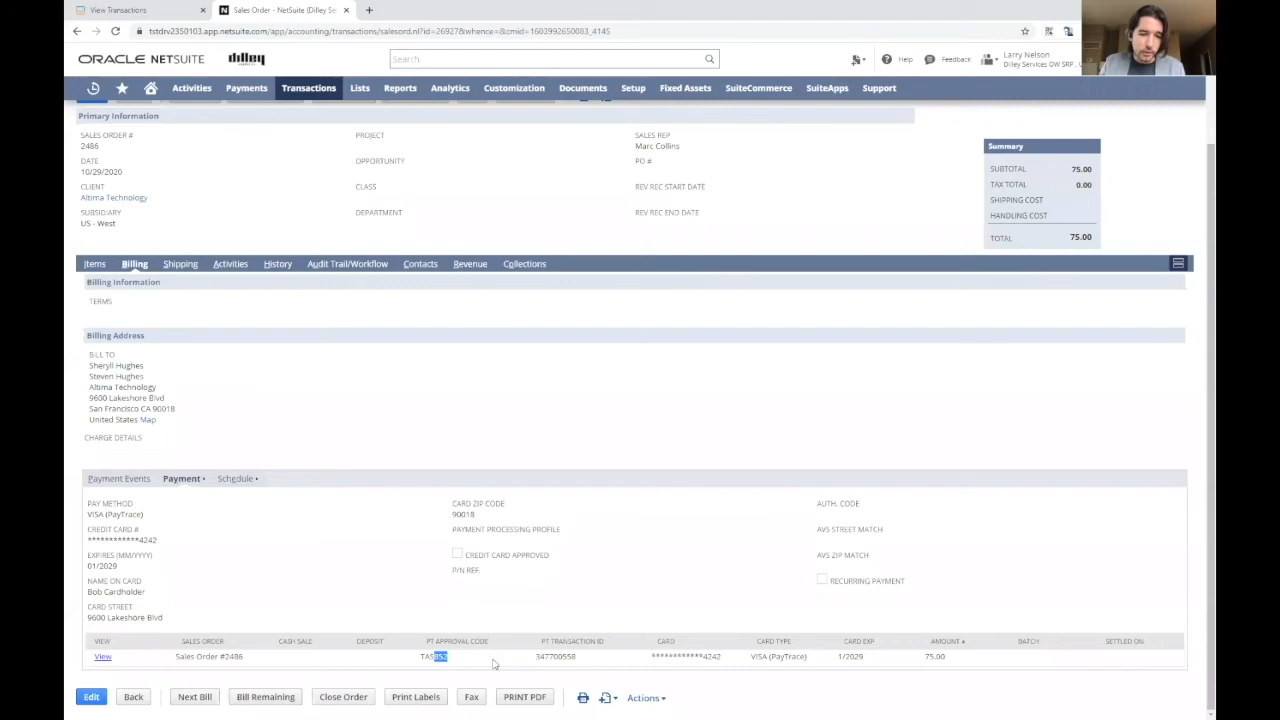 View Transactions
Sales Order - NetSuite (Dilley Se
tstdrv2350103.app.netsuite.com/app/accounting/transactions/salesord.nl?id=26927&whence=&cmid=1603992650083_4145
ORACLE NETSUITE
dilley
Search
Help
Feedback
Larry Nelson
Dilley Services OW SRP
Activities Payments Transactions Lists Reports Analytics Customization Documents Setup Fixed Assets SuiteCommerce SuiteApps Support
Primary Information
SALES ORDER # PROJECT SALES REP
2486 Marc Collins
DATE OPPORTUNITY PO #
10/29/2020
CLIENT CLASS REV REC START DATE
Altima Technology
SUBSIDIARY DEPARTMENT REV REC END DATE
US - West
Summary
SUBTOTAL 75.00
TAX TOTAL 0.00
SHIPPING COST
HANDLING COST
TOTAL 75.00
Items Billing Shipping Activities History Audit Trail/Workflow Contacts Revenue Collections
Billing Information
TERMS
Billing Address
BILL TO
Sheryll Hughes
Steven Hughes
Altima Technology
9600 Lakeshore Blvd
San Francisco CA 90018
United States Map
CHARGE DETAILS
Payment Events Payment • Schedule •
PAY METHOD CARD ZIP CODE AUTH. CODE
VISA (PayTrace) 90018
CREDIT CARD # PAYMENT PROCESSING PROFILE AVS STREET MATCH
************4242
EXPIRES (MM/YYYY) CREDIT CARD APPROVED AVS ZIP MATCH
01/2029 P/N REF.
NAME ON CARD RECURRING PAYMENT
Bob Cardholder
CARD STREET
9600 Lakeshore Blvd
VIEW SALES ORDER CASH SALE DEPOSIT PT APPROVAL CODE PT TRANSACTION ID CARD CARD TYPE CARD EXP AMOUNT ▲ BATCH SETTLED ON
View Sales Order #2486 TAS852 347700558 ************4242 VISA (PayTrace) 1/2029 75.00
Edit Back Next Bill Bill Remaining Close Order Print Labels Fax PRINT PDF Actions